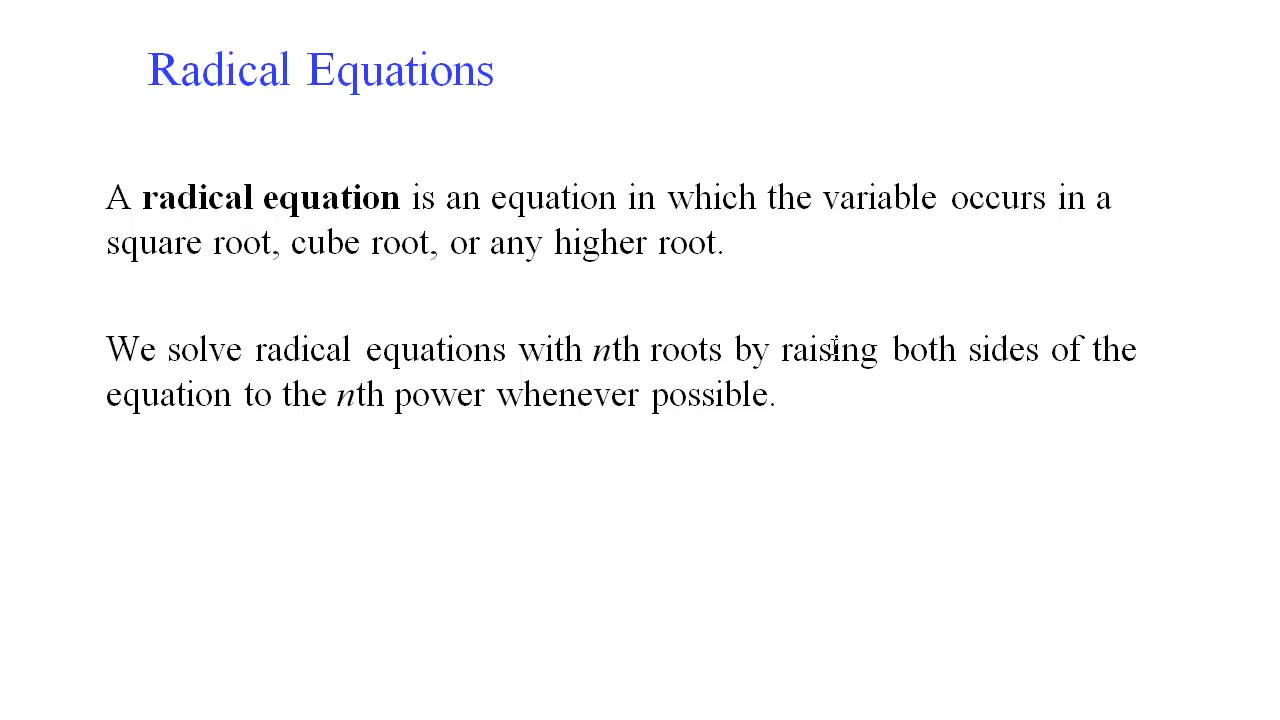 Radical Equations
A radical equation is an equation in which the variable occurs in a
square root, cube root, or any higher root.
We solve radical equations with nth roots by raising both sides of the
equation to the nth power whenever possible.